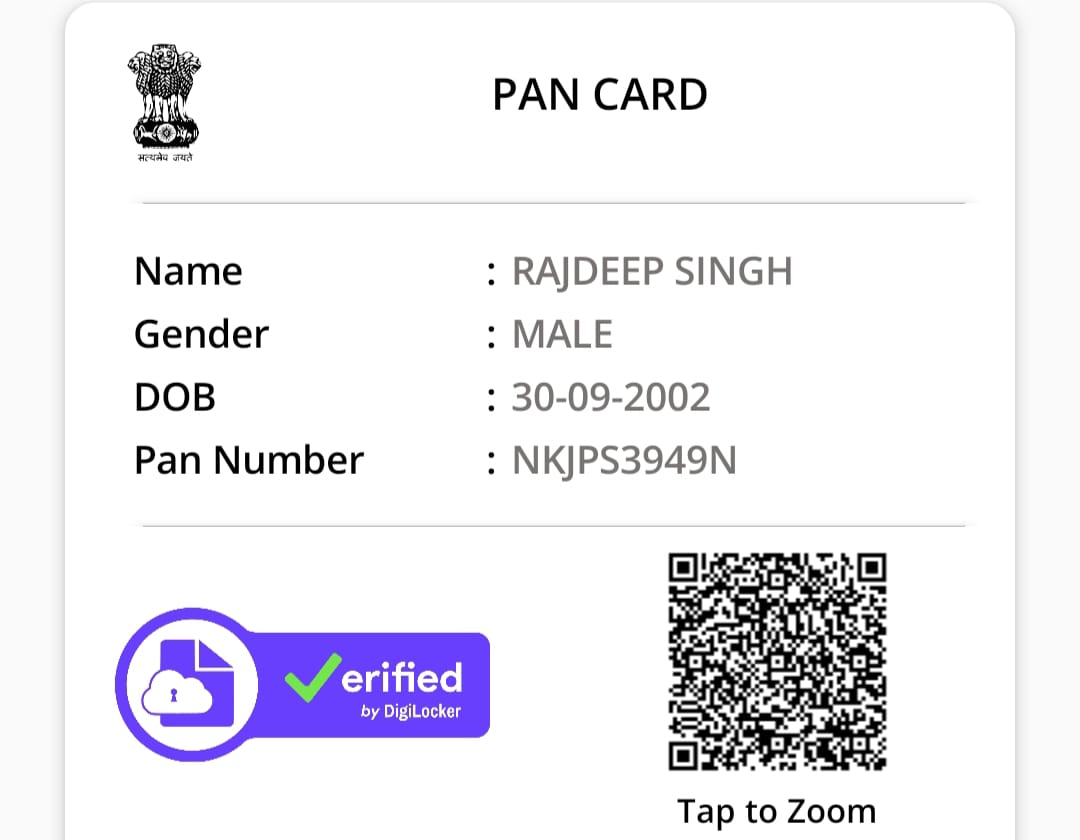 सत्यमेव जयते
PAN CARD
Name : RAJDEEP SINGH
Gender : MALE
DOB : 30-09-2002
Pan Number : NKJPS3949N
erified
by DigiLocker
Tap to Zoom